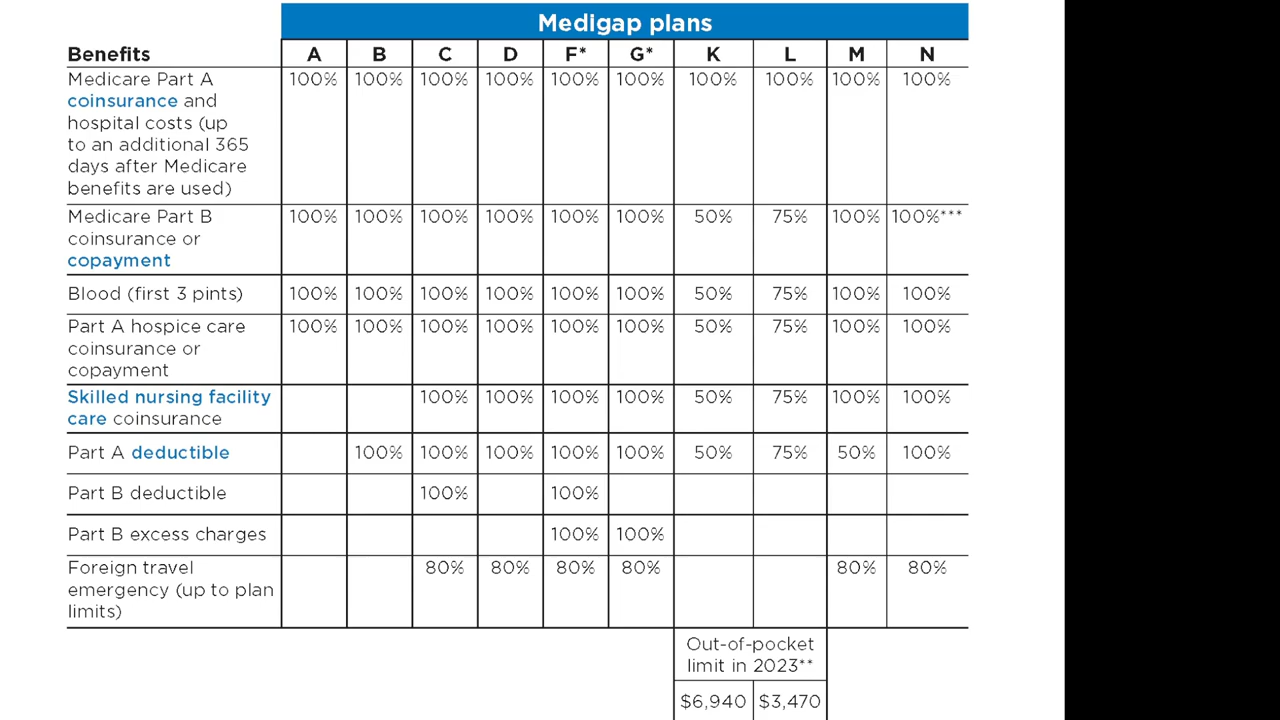 Medigap plans
Benefits A B C D F* G* K L M N
Medicare Part A 100% 100% 100% 100% 100% 100% 100% 100% 100% 100%
coinsurance and
hospital costs (up
to an additional 365
days after Medicare
benefits are used)
Medicare Part B 100% 100% 100% 100% 100% 100% 50% 75% 100% 100%***
coinsurance or
copayment
Blood (first 3 pints) 100% 100% 100% 100% 100% 100% 50% 75% 100% 100%
Part A hospice care 100% 100% 100% 100% 100% 100% 50% 75% 100% 100%
coinsurance or
copayment
Skilled nursing facility 100% 100% 100% 100% 50% 75% 100% 100%
care coinsurance
Part A deductible 100% 100% 100% 100% 100% 50% 75% 50% 100%
Part B deductible 100% 100%
Part B excess charges 100% 100%
Foreign travel 80% 80% 80% 80% 80% 80%
emergency (up to plan
limits)
Out-of-pocket
limit in 2023**
$6,940 $3,470